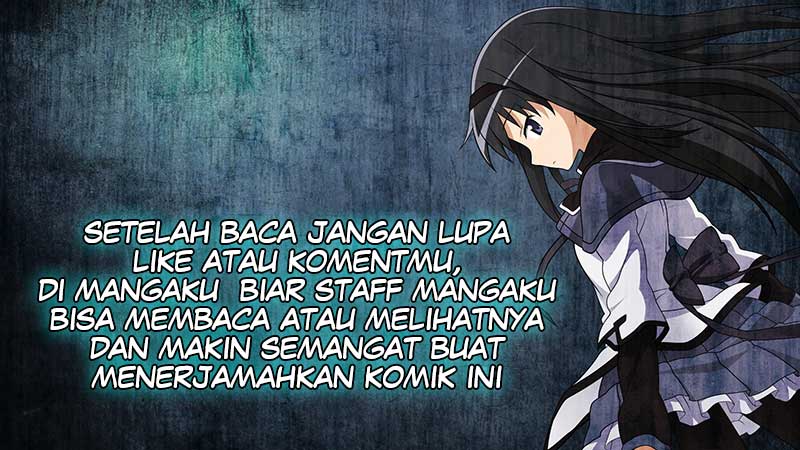 SETELAH BACA JANGAN LUPA
LIKE ATAU KOMENTMU,
DI MANGAKU BIAR STAFF MANGAKU
BISA MEMBACA ATAU MELIHATNYA
DAN MAKIN SEMANGAT BUAT
MENERJAMAHKAN KOMIK INI